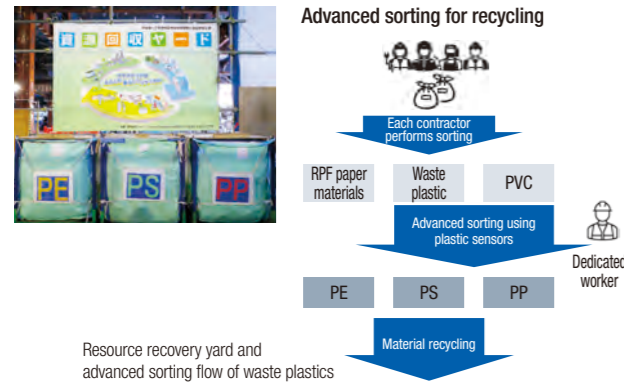 Advanced sorting for recycling
資源回収ヤード
PE
PS
PP
Each contractor
performs sorting
RPF paper
materials
Waste
plastic
PVC
Advanced sorting using
plastic sensors
Dedicated
worker
PE
PS
PP
Material recycling
Resource recovery yard and
advanced sorting flow of waste plastics